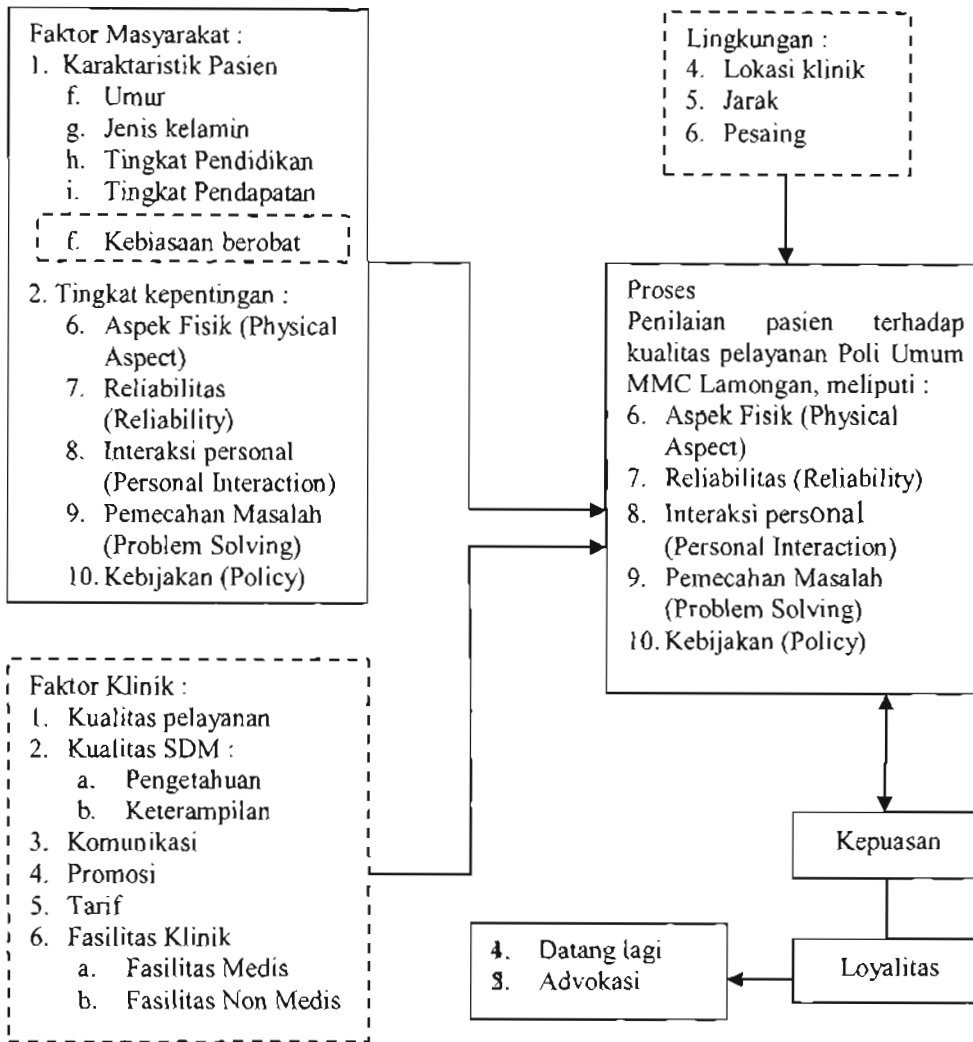 Faktor Masyarakat :
1. Karaktaristik Pasien
f. Umur
g. Jenis kelamin
h. Tingkat Pendidikan
i. Tingkat Pendapatan
f. Kebiasaan berobat
2. Tingkat kepentingan :
6. Aspek Fisik (Physical
Aspect)
7. Reliabilitas
(Reliability)
8. Interaksi personal
(Personal Interaction)
9. Pemecahan Masalah
(Problem Solving)
10. Kebijakan (Policy)
Faktor Klinik :
1. Kualitas pelayanan
2. Kualitas SDM :
a. Pengetahuan
b. Keterampilan
3. Komunikasi
4. Promosi
5. Tarif
6. Fasilitas Klinik
a. Fasilitas Medis
b. Fasilitas Non Medis
Lingkungan :
4. Lokasi klinik
5. Jarak
6. Pesaing
Proses
Penilaian pasien terhadap
kualitas pelayanan Poli Umum
MMC Lamongan, meliputi :
6. Aspek Fisik (Physical
Aspect)
7. Reliabilitas (Reliability)
8. Interaksi personal
(Personal Interaction)
9. Pemecahan Masalah
(Problem Solving)
10. Kebijakan (Policy)
Kepuasan
Loyalitas
Datang lagi
Advokasi